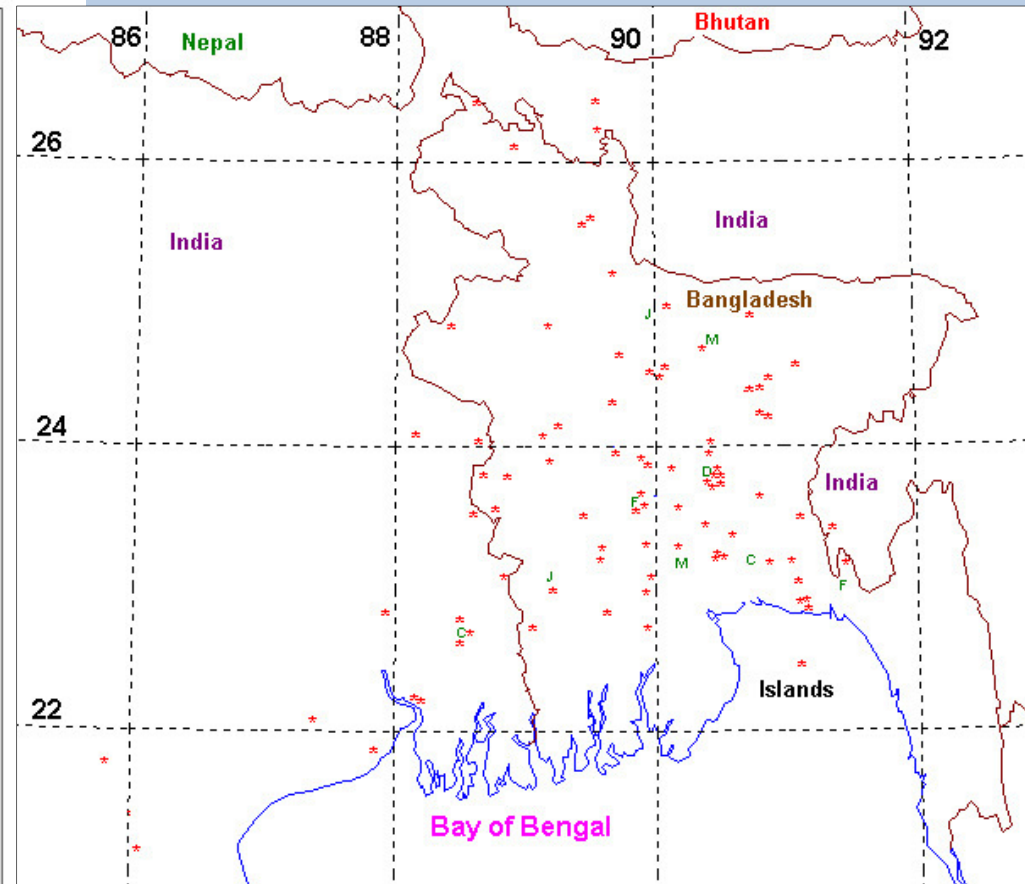 86
Nepal
88
90
Bhutan
92
26
India
India
Bangladesh
J
M
24
D
India
F
C
M
J
F
C
Islands
22
Bay of Bengal